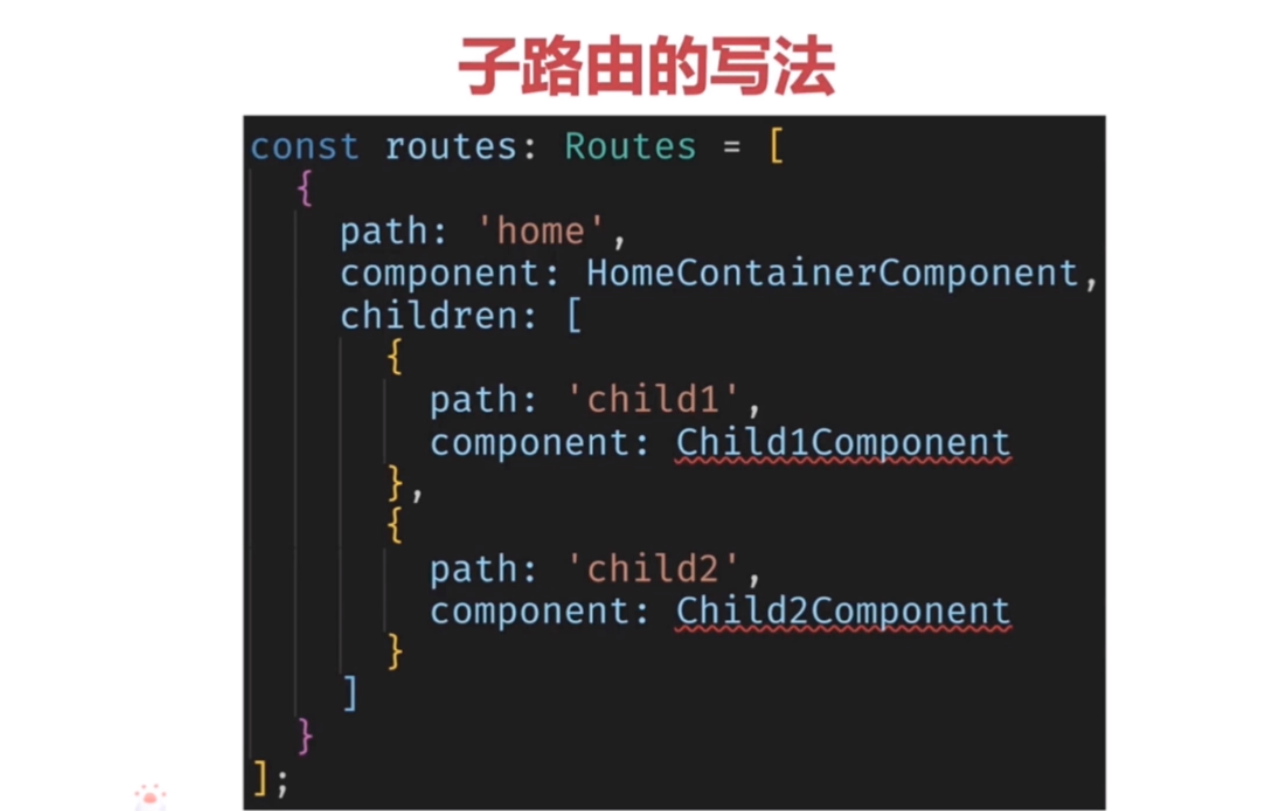 子路由的写法
const routes: Routes = [
{
path: 'home',
component: HomeContainerComponent,
children: [
{
path: 'child1',
component: Child1Component
},
{
path: 'child2',
component: Child2Component
}
]
}
];